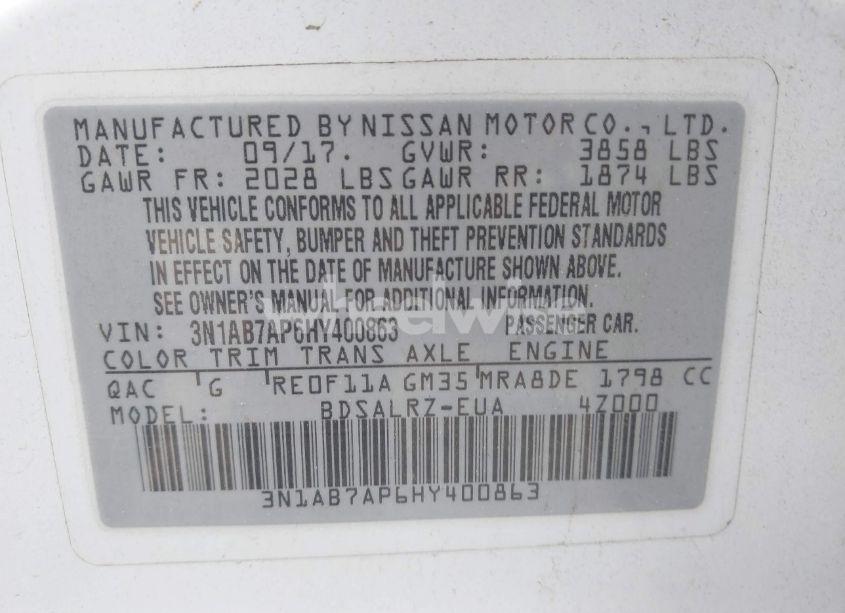 MANUFACTURED BY NISSAN MOTOR CO., LTD.
DATE: 09/17. GVWR: 3858 LBS
GAWR FR: 2028 LBS GAWR RR: 1874 LBS
THIS VEHICLE CONFORMS TO ALL APPLICABLE FEDERAL MOTOR
VEHICLE SAFETY, BUMPER AND THEFT PREVENTION STANDARDS
IN EFFECT ON THE DATE OF MANUFACTURE SHOWN ABOVE.
SEE OWNER'S MANUAL FOR ADDITIONAL INFORMATION.
VIN: 3N1AB7AP6HY400863 PASSENGER CAR.
COLOR TRIM TRANS AXLE ENGINE
QAC G RE0F11A GM35 MRA8DE 1798 CC
MODEL: BDSALRZ-EUA 4Z000
3N1AB7AP6HY400863